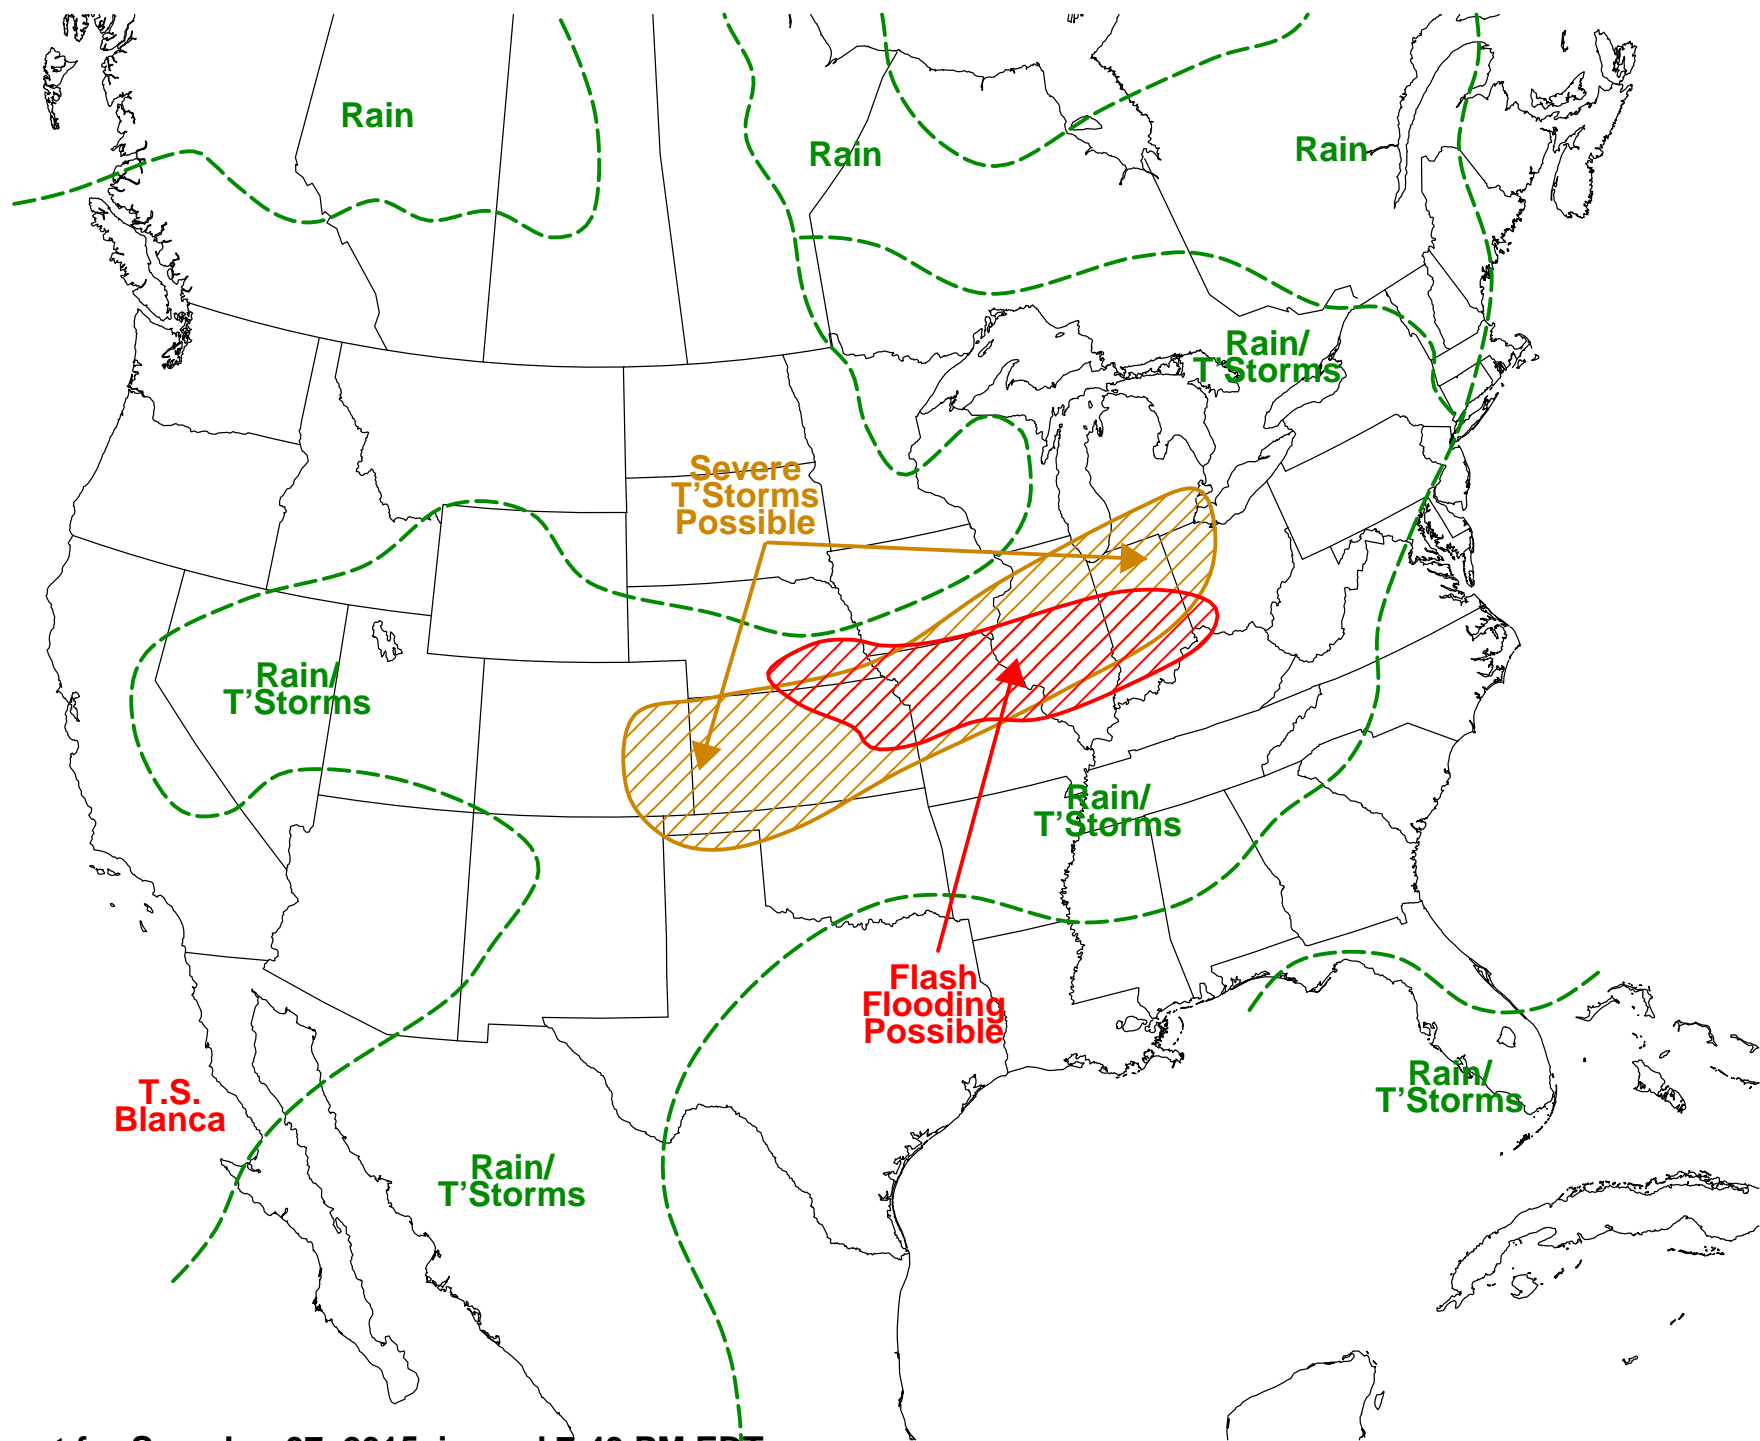 Rain
Rain
Rain
Rain/
T'Storms
Severe
T'Storms
Possible
Rain/
T'Storms
Rain/
T'Storms
Flash
Flooding
Possible
T.S.
Blanca
Rain/
T'Storms
Rain/
T'Storms